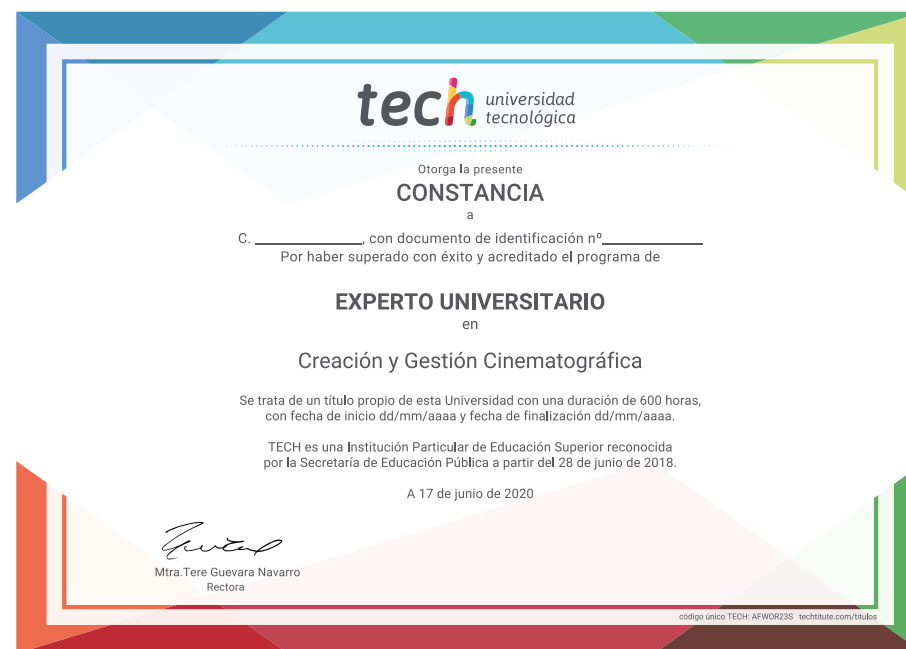 tech universidad
tecnológica
Otorga la presente
CONSTANCIA
a
C. ______________, con documento de identificación nº_____________
Por haber superado con éxito y acreditado el programa de
EXPERTO UNIVERSITARIO
en
Creación y Gestión Cinematográfica
Se trata de un título propio de esta Universidad con una duración de 600 horas,
con fecha de inicio dd/mm/aaaa y fecha de finalización dd/mm/aaaa.
TECH es una Institución Particular de Educación Superior reconocida
por la Secretaría de Educación Pública a partir del 28 de junio de 2018.
A 17 de junio de 2020
Mtra.Tere Guevara Navarro
Rectora
código único TECH: AFWOR23S techtitute.com/titulos